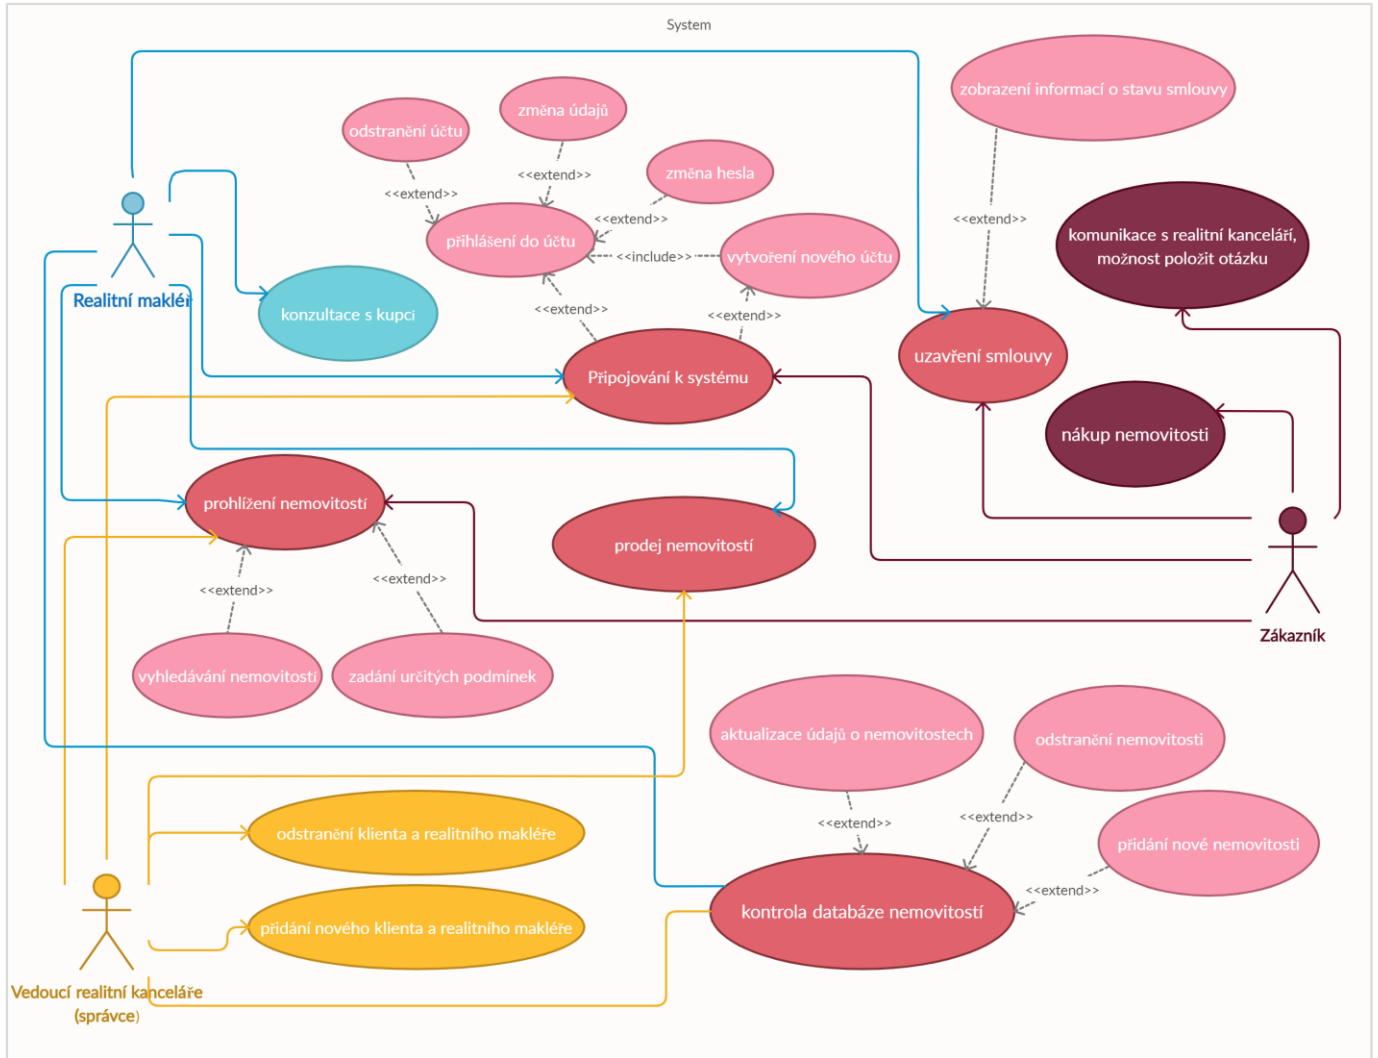 System
zobrazení informací o stavu smlouvy
změna údajů
odstranění účtu
změna hesla
<<extend>>
<<extend>>
<<extend>>
<<extend>>
komunikace s realitní kanceláří,
možnost položit otázku
přihlášení do účtu
<<include>>
vytvoření nového účtu
Realitní makléř
konzultace s kupci
<<extend>>
<<extend>>
uzavření smlouvy
Připojování k systému
nákup nemovitosti
prohlížení nemovitostí
prodej nemovitostí
<<extend>>
<<extend>>
Zákazník
vyhledávání nemovitostí
zadání určitých podmínek
aktualizace údajů o nemovitostech
odstranění nemovitosti
<<extend>>
<<extend>>
odstranění klienta a realitního makléře
přidání nové nemovitosti
<<extend>>
kontrola databáze nemovitostí
přidání nového klienta a realitního makléře
Vedoucí realitní kanceláře
(správce)